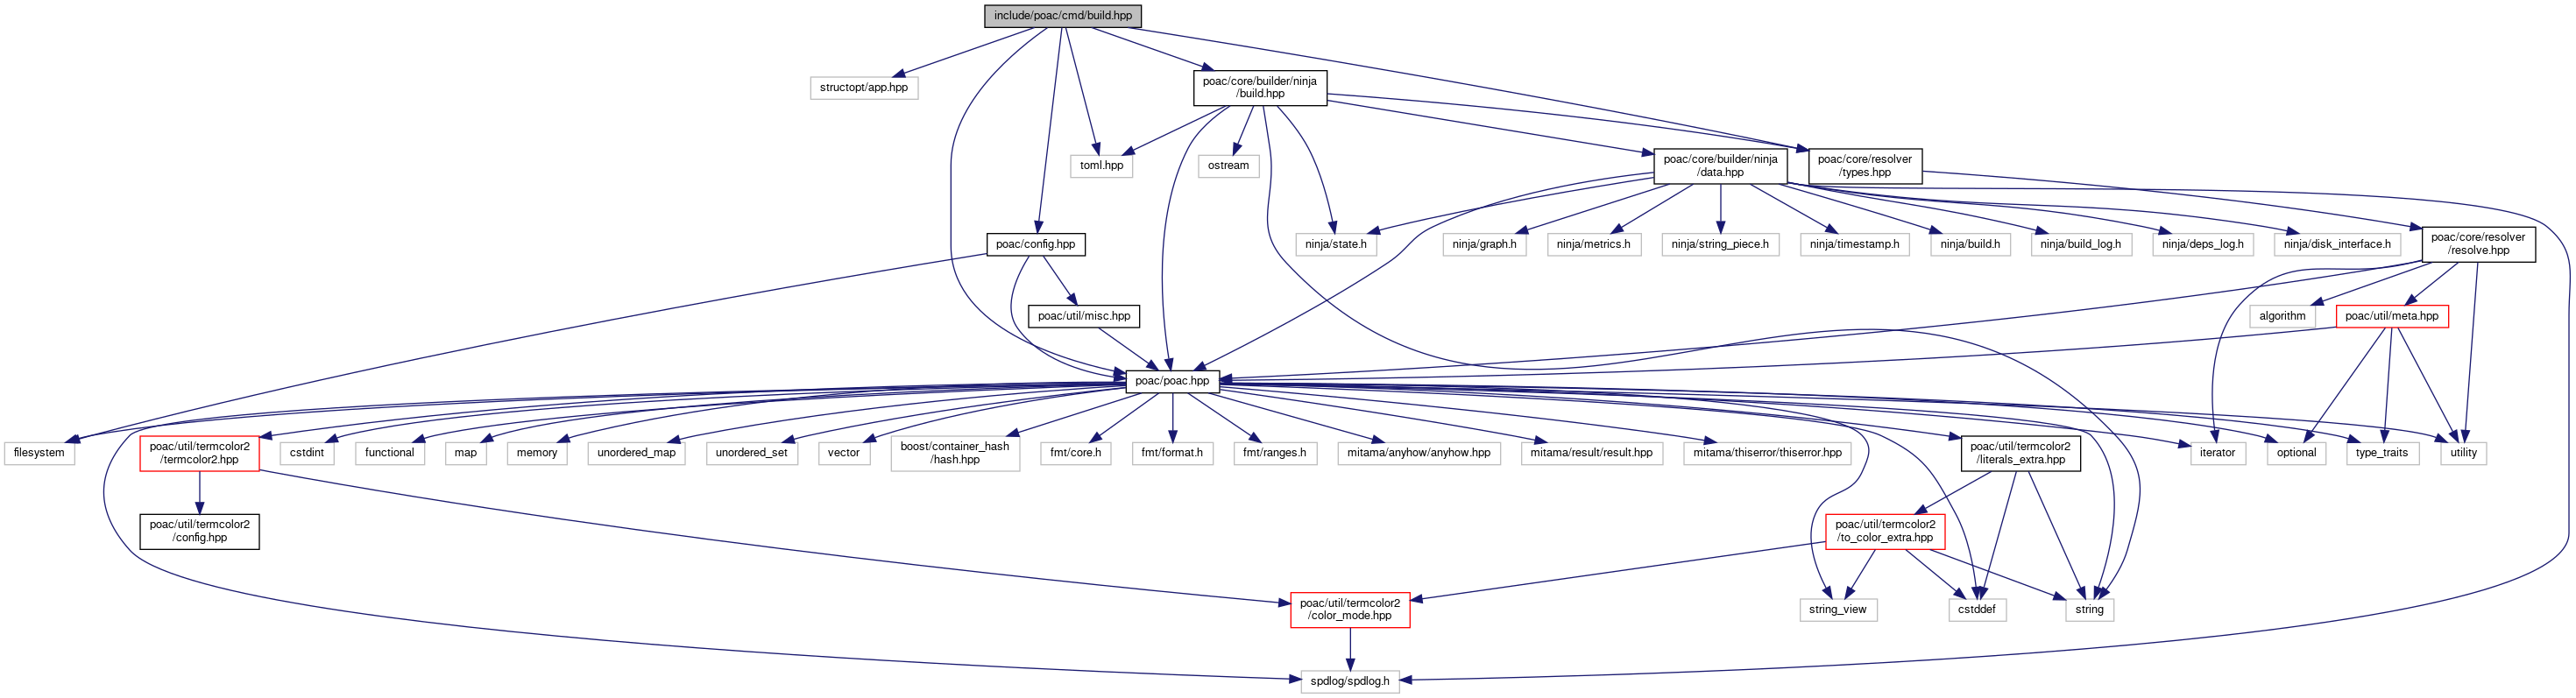 include/poac/cmd/build.hpp
structopt/app.hpp
poac/core/builder/ninja
/build.hpp
toml.hpp
ostream
poac/core/builder/ninja
/data.hpp
poac/core/resolver
/types.hpp
poac/config.hpp
ninja/state.h
ninja/graph.h
ninja/metrics.h
ninja/string_piece.h
ninja/timestamp.h
ninja/build.h
ninja/build_log.h
ninja/deps_log.h
ninja/disk_interface.h
poac/core/resolver
/resolve.hpp
poac/util/misc.hpp
algorithm
poac/util/meta.hpp
poac/poac.hpp
filesystem
poac/util/termcolor2
/termcolor2.hpp
cstdint
functional
map
memory
unordered_map
unordered_set
vector
boost/container_hash
/hash.hpp
fmt/core.h
fmt/format.h
fmt/ranges.h
mitama/anyhow/anyhow.hpp
mitama/result/result.hpp
mitama/thiserror/thiserror.hpp
poac/util/termcolor2
/literals_extra.hpp
iterator
optional
type_traits
utility
poac/util/termcolor2
/config.hpp
poac/util/termcolor2
/to_color_extra.hpp
poac/util/termcolor2
/color_mode.hpp
string_view
cstddef
string
spdlog/spdlog.h